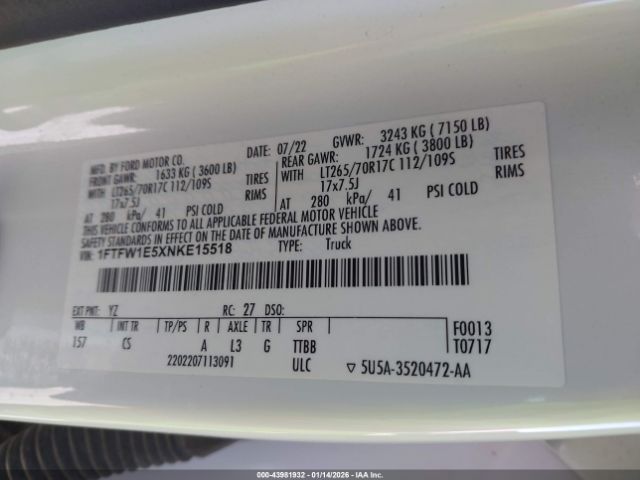 MFD. BY FORD MOTOR CO. 07/22 GVWR: 3243 KG ( 7150 LB)
FRONT GAWR: 1633 KG ( 3600 LB) REAR GAWR: 1724 KG ( 3800 LB)
WITH LT265/70R17C 112/109S TIRES WITH LT265/70R17C 112/109S TIRES
17x7.5J RIMS 17x7.5J RIMS
AT 280 kPa/ 41 PSI COLD AT 280 kPa/ 41 PSI COLD
THIS VEHICLE CONFORMS TO ALL APPLICABLE FEDERAL MOTOR VEHICLE
SAFETY STANDARDS IN EFFECT ON THE DATE OF MANUFACTURE SHOWN ABOVE.
VIN: 1FTFW1E5XNKE15518 TYPE: Truck
EXT PNT: YZ RC: 27 DSO:
WB INT TR TP/PS R AXLE TR SPR F0013
157 CS A L3 G TTBB T0717
2202207113091 ULC ▽ 5U5A-3520472-AA
000-43981932 - 01/14/2026 - IAA Inc.